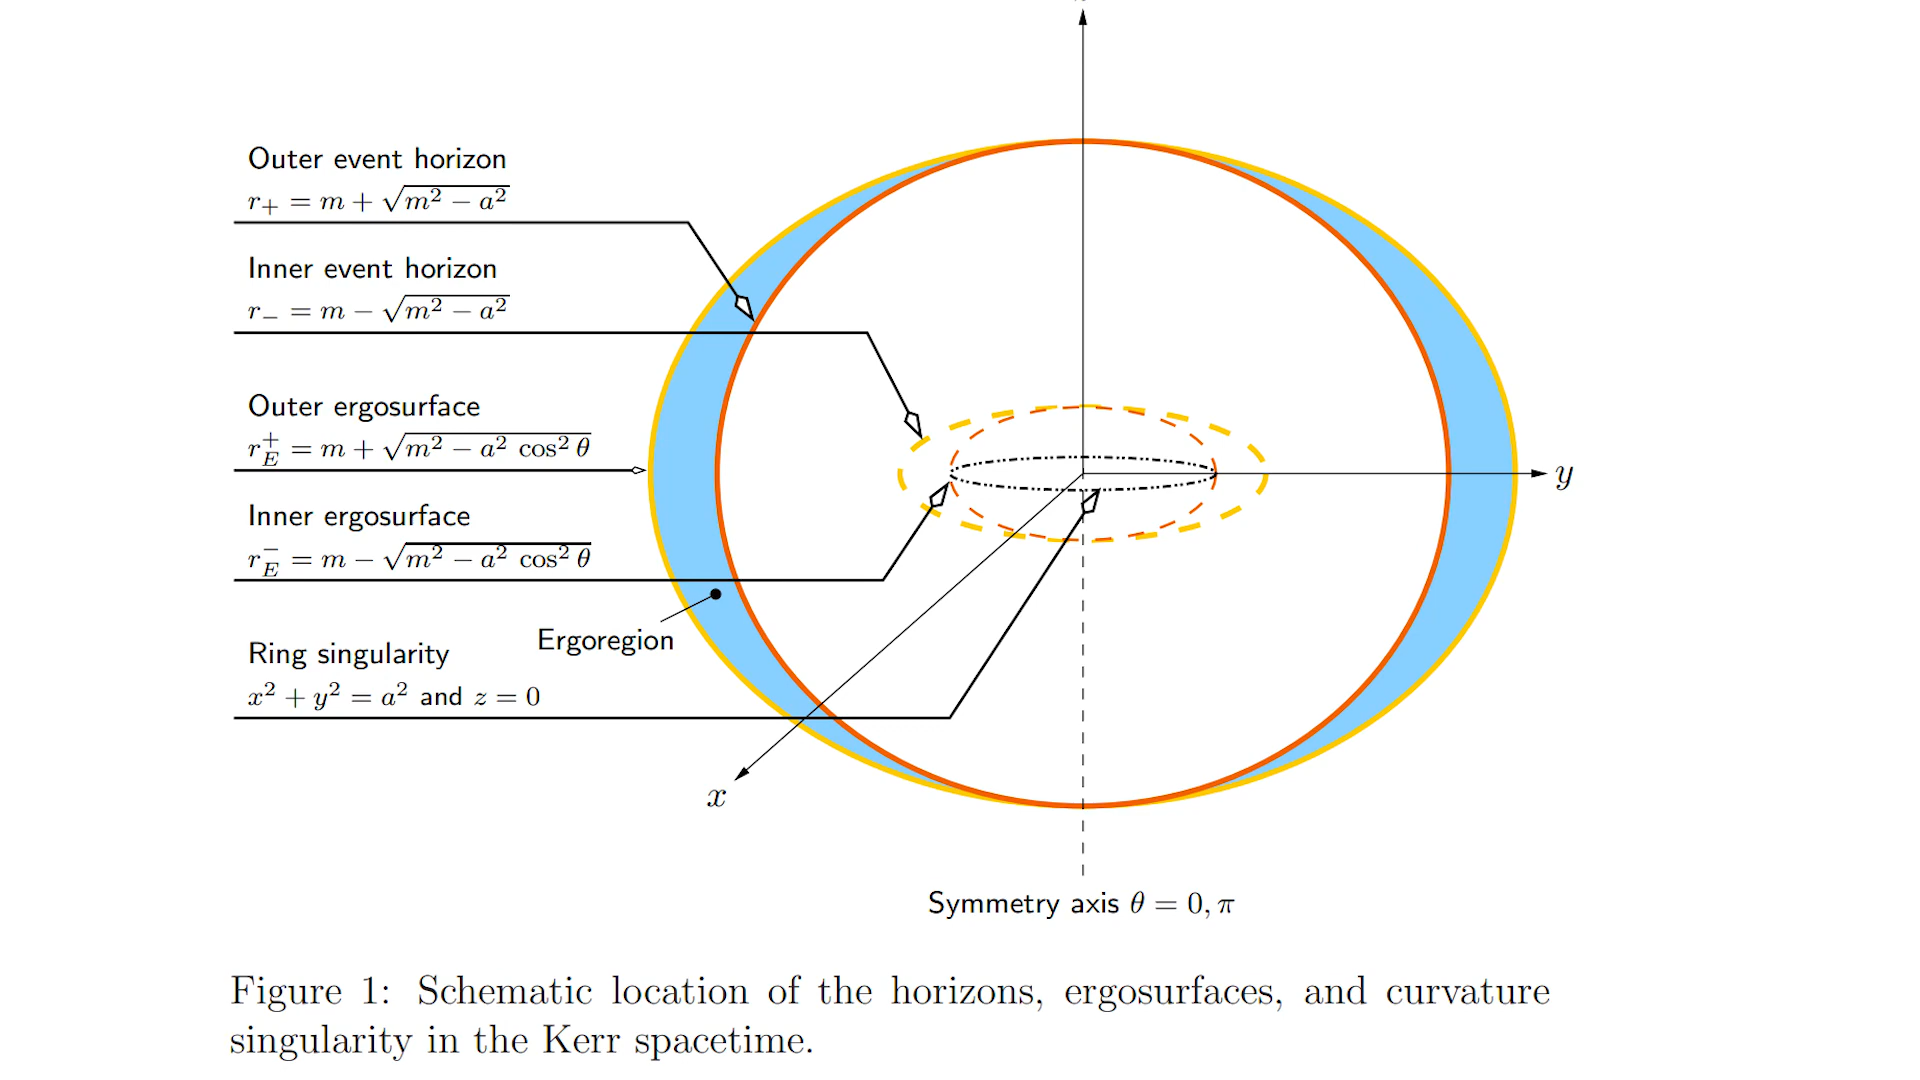 Outer event horizon
r₊ = m + √(m² − a²)
Inner event horizon
r₋ = m − √(m² − a²)
Outer ergosurface
r_E⁺ = m + √(m² − a² cos² θ)
Inner ergosurface
r_E⁻ = m − √(m² − a² cos² θ)
Ergoregion
Ring singularity
x² + y² = a² and z = 0
y
x
Symmetry axis θ = 0, π
Figure 1: Schematic location of the horizons, ergosurfaces, and curvature
singularity in the Kerr spacetime.